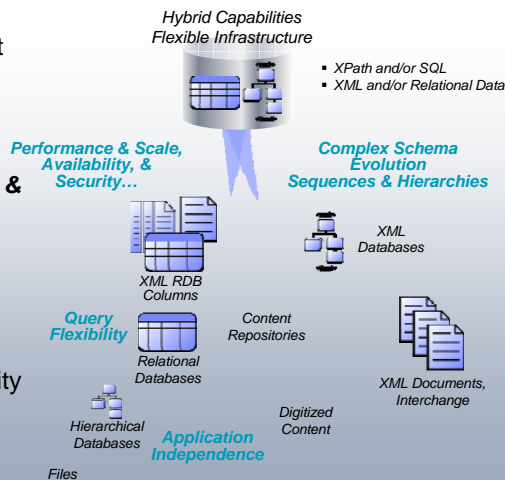 Hybrid Capabilities
Flexible Infrastructure
t
▪ XPath and/or SQL
▪ XML and/or Relational Data
Performance & Scale,
Availability, &
Security…
Complex Schema
Evolution
Sequences & Hierarchies
&
XML
Databases
XML RDB
Columns
Query
Flexibility
Content
Repositories
Relational
Databases
ity
XML Documents,
Interchange
Hierarchical
Databases
Digitized
Content
Application
Independence
Files